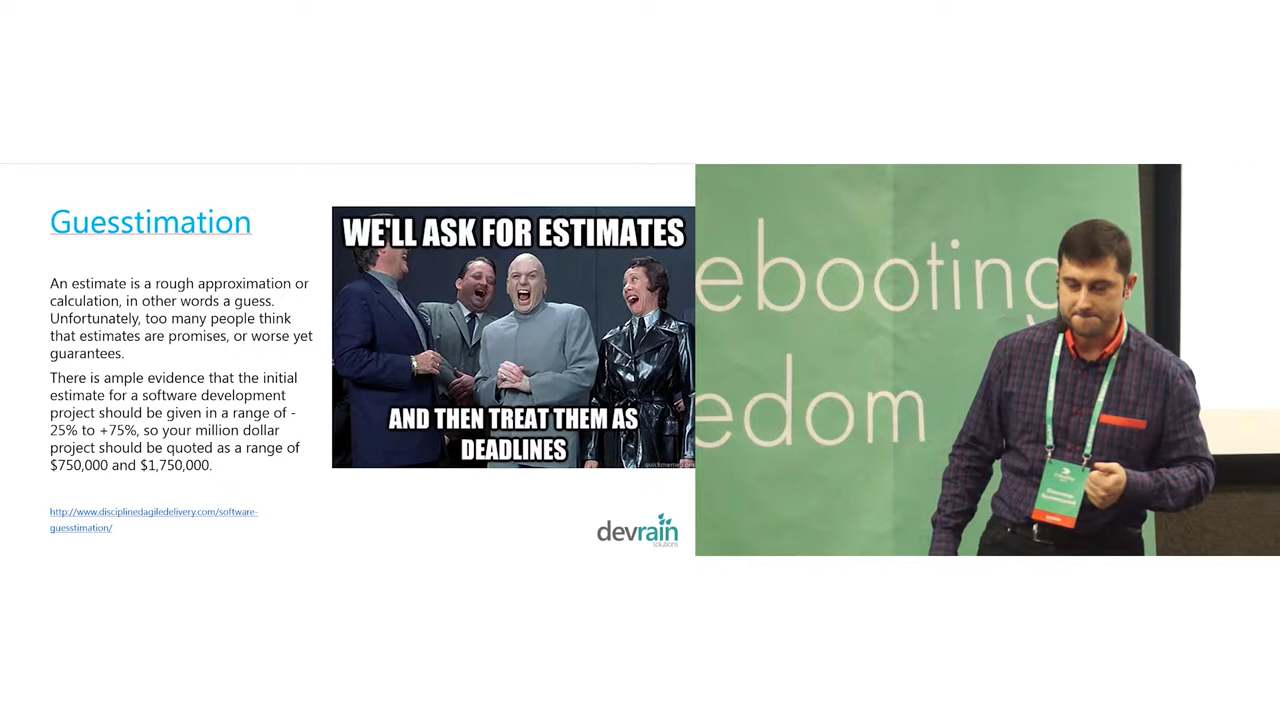 Guesstimation
An estimate is a rough approximation or
calculation, in other words a guess.
Unfortunately, too many people think
that estimates are promises, or worse yet
guarantees.
There is ample evidence that the initial
estimate for a software development
project should be given in a range of -
25% to +75%, so your million dollar
project should be quoted as a range of
$750,000 and $1,750,000.
http://www.disciplinedagiledelivery.com/software-
guesstimation/
WE'LL ASK FOR ESTIMATES
AND THEN TREAT THEM AS
DEADLINES
quickmeme.com
devrain
solutions
ebooting
edom